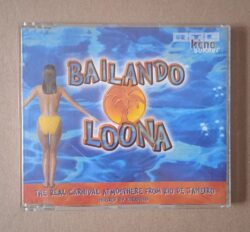 BAILANDO
LOONA
THE REAL CARNIVAL ATMOSPHERE FROM RIO DE JANEIRO